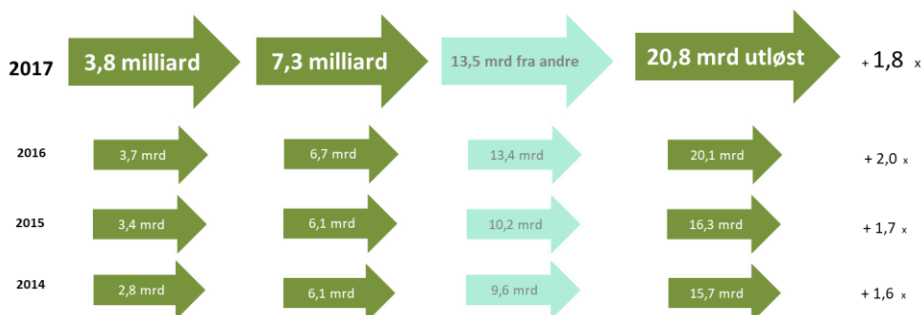 2017 3,8 milliard 7,3 milliard 13,5 mrd fra andre 20,8 mrd utløst + 1,8 x
2016 3,7 mrd 6,7 mrd 13,4 mrd 20,1 mrd + 2,0 x
2015 3,4 mrd 6,1 mrd 10,2 mrd 16,3 mrd + 1,7 x
2014 2,8 mrd 6,1 mrd 9,6 mrd 15,7 mrd + 1,6 x